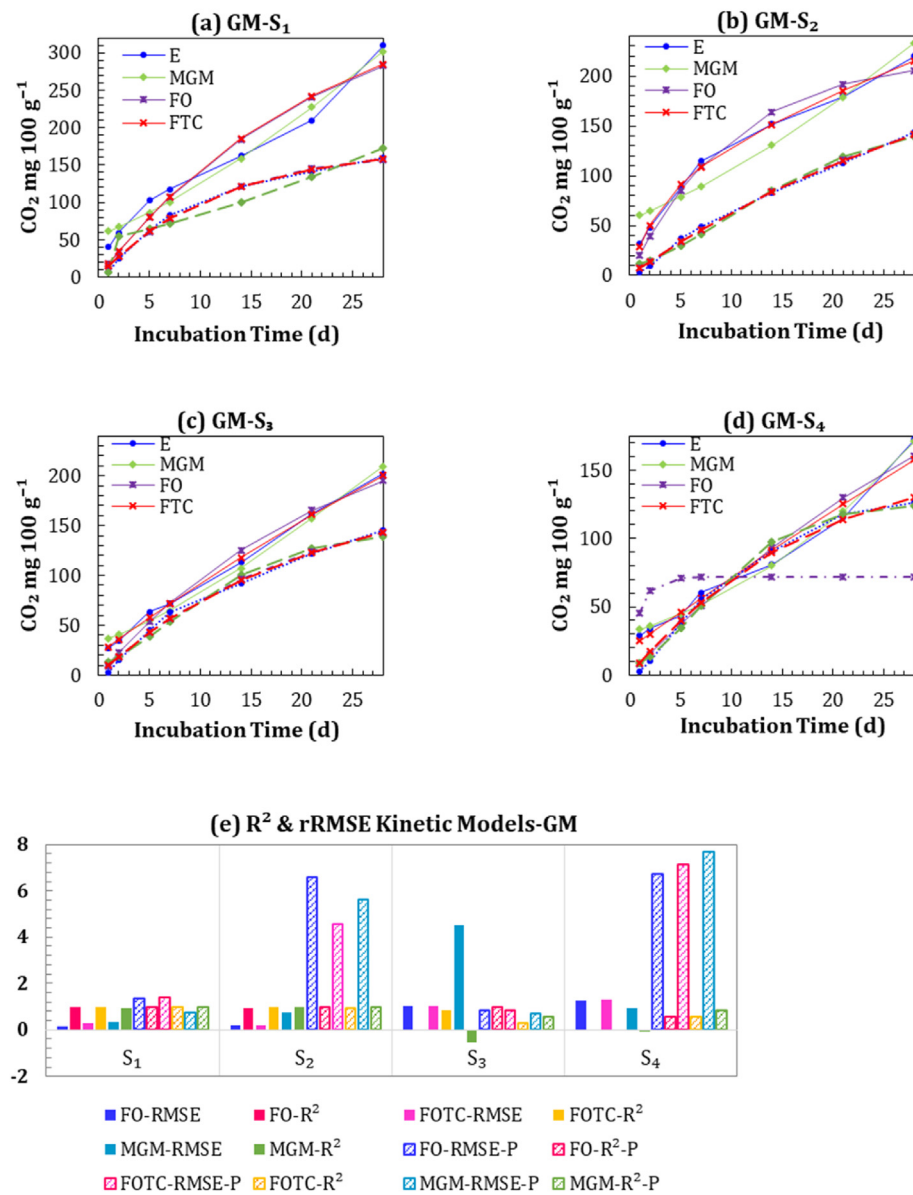 (a) GM-S₁
CO₂ mg 100 g⁻¹
300
250
200
150
100
50
0
E
MGM
FO
FTC
0 5 10 15 20 25
Incubation Time (d)
(b) GM-S₂
CO₂ mg 100 g⁻¹
200
150
100
50
0
E
MGM
FO
FTC
0 5 10 15 20 25
Incubation Time (d)
(c) GM-S₃
CO₂ mg 100 g⁻¹
200
150
100
50
0
E
MGM
FO
FTC
0 5 10 15 20 25
Incubation Time (d)
(d) GM-S₄
CO₂ mg 100 g⁻¹
150
100
50
0
E
MGM
FO
FTC
0 5 10 15 20 25
Incubation Time (d)
(e) R² & rRMSE Kinetic Models-GM
8
6
4
2
0
-2
S₁ S₂ S₃ S₄
FO-RMSE FO-R² FOTC-RMSE FOTC-R²
MGM-RMSE MGM-R² FO-RMSE-P FO-R²-P
FOTC-RMSE-P FOTC-R² MGM-RMSE-P MGM-R²-P